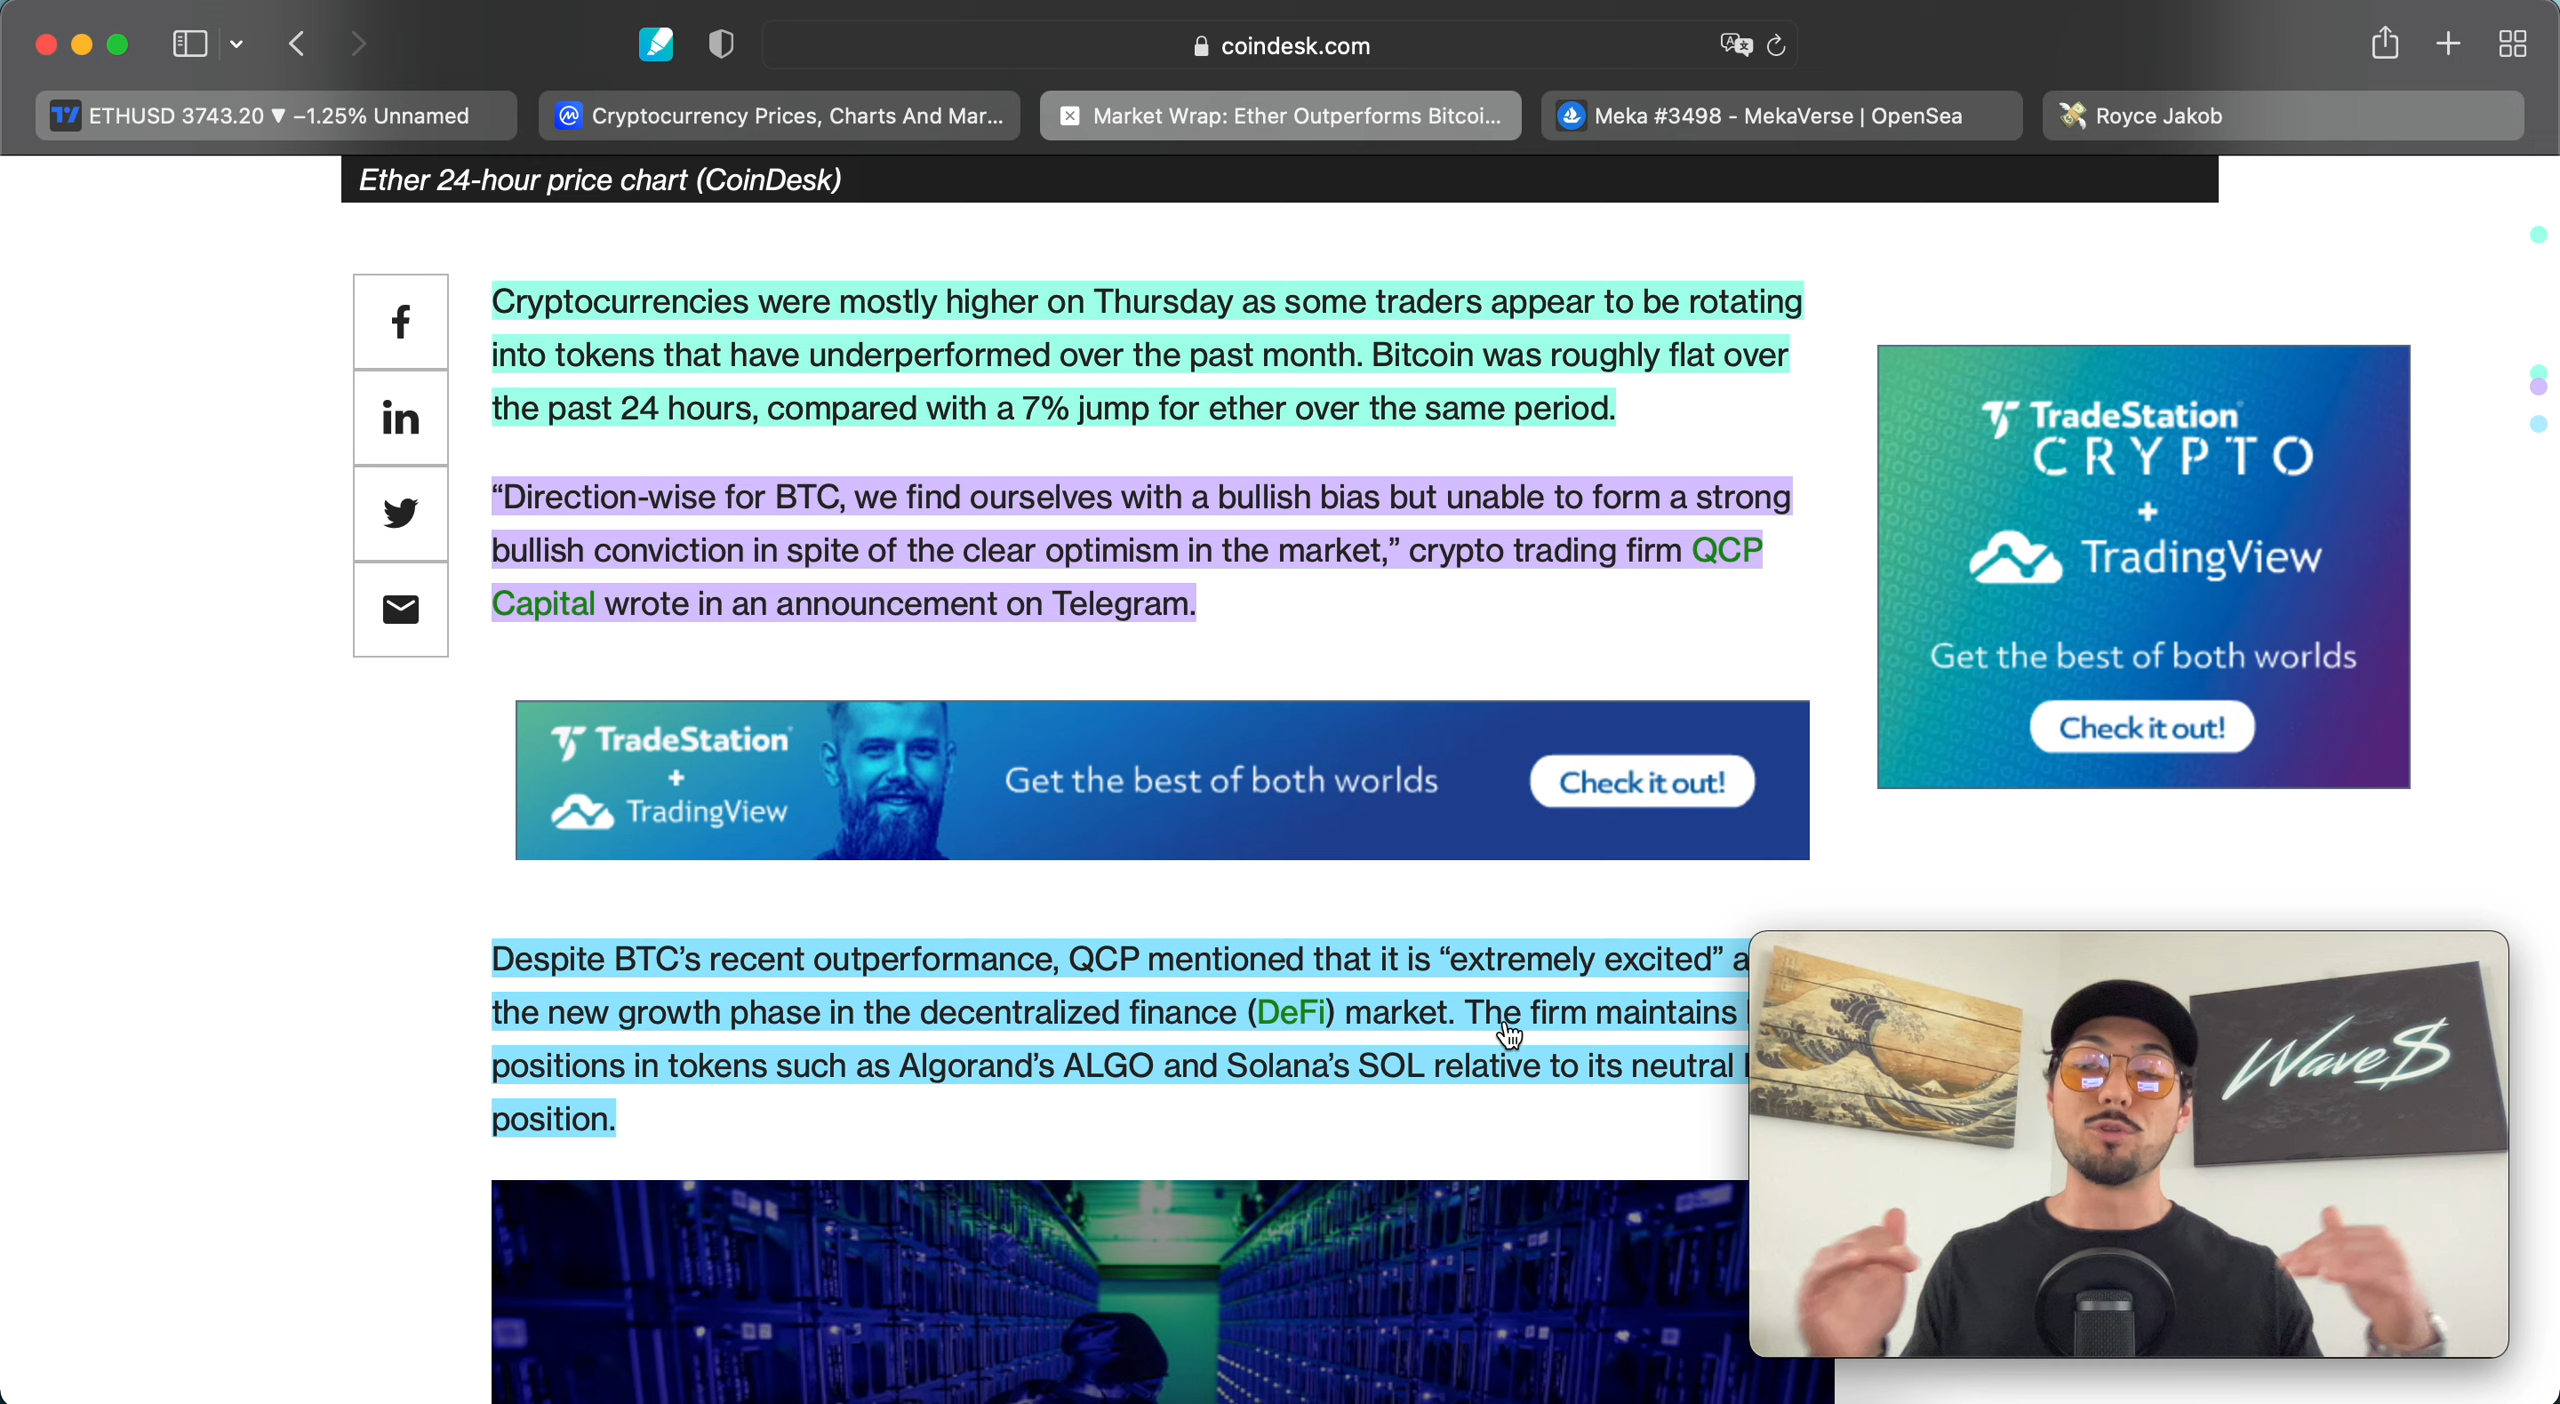 coindesk.com
ETHUSD 3743.20 ▼ −1.25% Unnamed
Cryptocurrency Prices, Charts And Mar...
Market Wrap: Ether Outperforms Bitcoi...
Meka #3498 - MekaVerse | OpenSea
Royce Jakob
Ether 24-hour price chart (CoinDesk)
Cryptocurrencies were mostly higher on Thursday as some traders appear to be rotating
into tokens that have underperformed over the past month. Bitcoin was roughly flat over
the past 24 hours, compared with a 7% jump for ether over the same period.
“Direction-wise for BTC, we find ourselves with a bullish bias but unable to form a strong
bullish conviction in spite of the clear optimism in the market,” crypto trading firm QCP
Capital wrote in an announcement on Telegram.
TradeStation
CRYPTO
+
TradingView
Get the best of both worlds
Check it out!
TradeStation
+
TradingView
Get the best of both worlds
Check it out!
Despite BTC’s recent outperformance, QCP mentioned that it is “extremely excited”
the new growth phase in the decentralized finance (DeFi) market. The firm maintains
positions in tokens such as Algorand’s ALGO and Solana’s SOL relative to its neutral
position.
Wave$